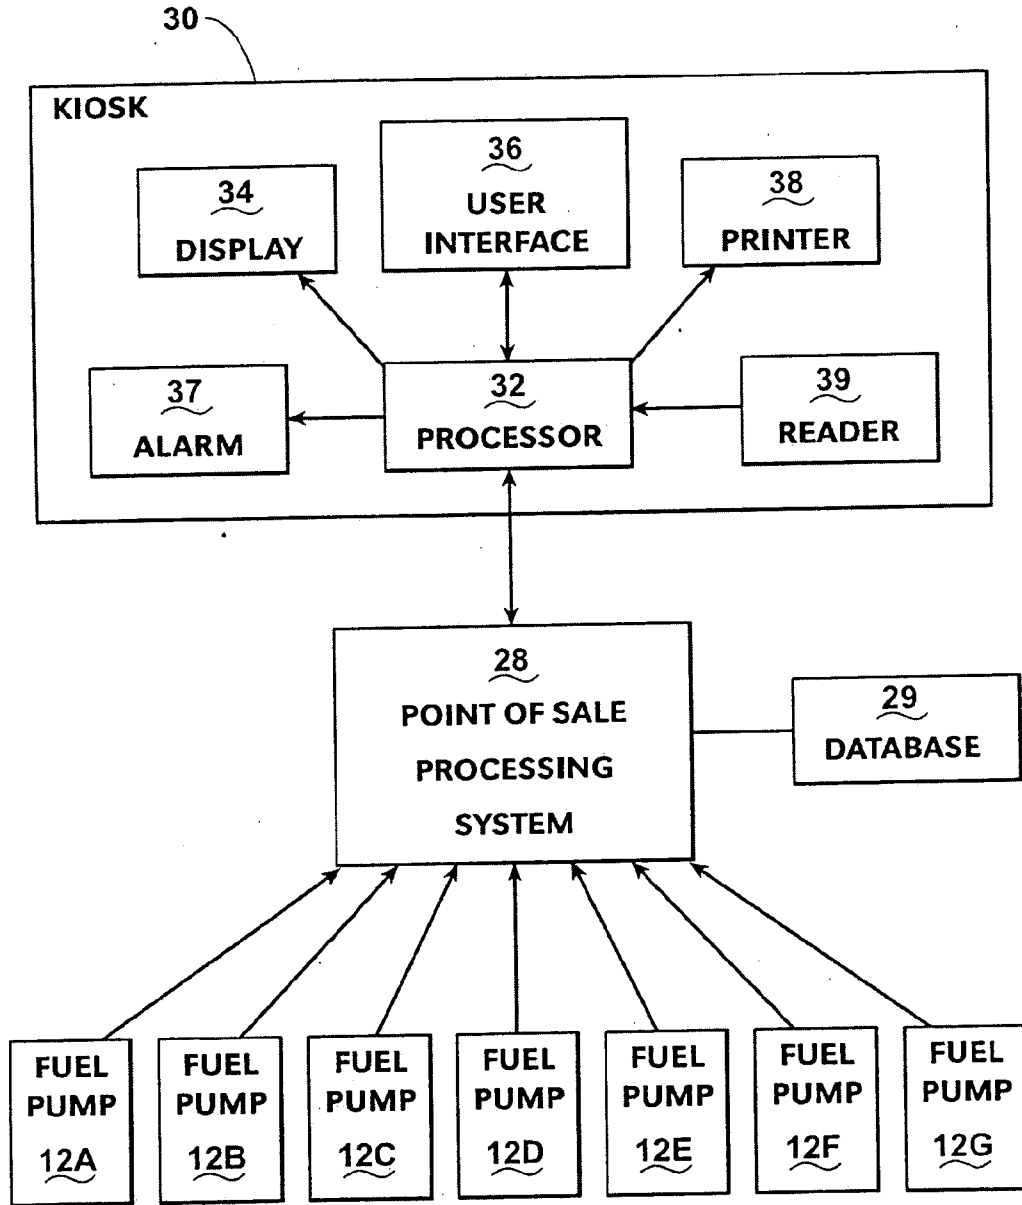 30
KIOSK
34
DISPLAY
36
USER
INTERFACE
38
PRINTER
37
ALARM
32
PROCESSOR
39
READER
28
POINT OF SALE
PROCESSING
SYSTEM
29
DATABASE
FUEL
PUMP
12A
FUEL
PUMP
12B
FUEL
PUMP
12C
FUEL
PUMP
12D
FUEL
PUMP
12E
FUEL
PUMP
12F
FUEL
PUMP
12G